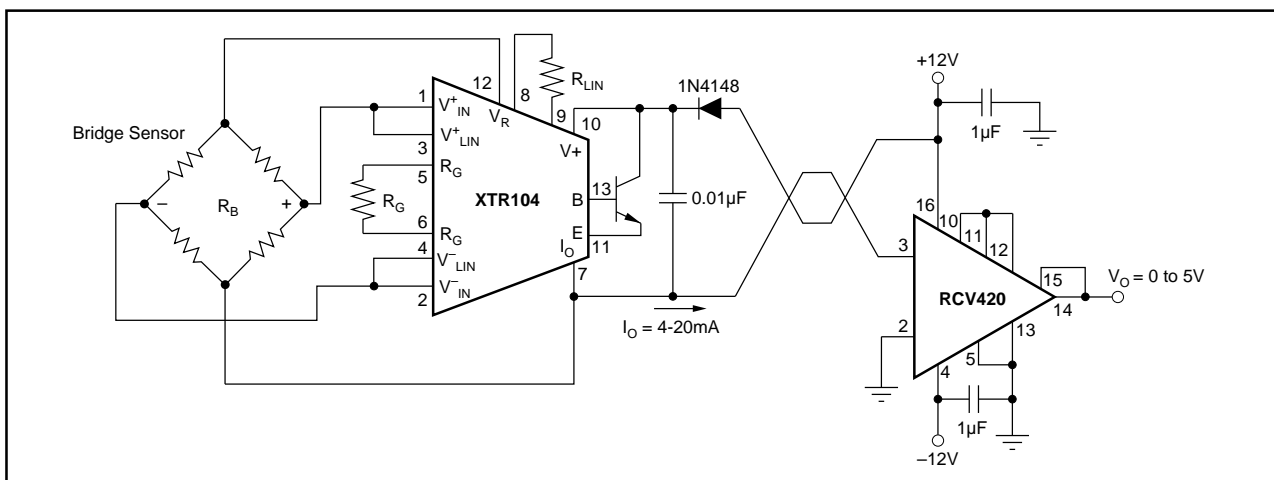 Bridge Sensor
R_B
−
+
1
V⁺_IN
V⁺_LIN
3
R_G
5
R_G
6
R_G
4
V⁻_LIN
V⁻_IN
2
XTR104
12
V_R
8
R_LIN
9
10
V+
B
13
E
11
I_O
7
1N4148
0.01µF
I_O = 4-20mA
+12V
1µF
16
10
11
12
3
15
RCV420
14
V_O = 0 to 5V
2
13
5
4
1µF
–12V